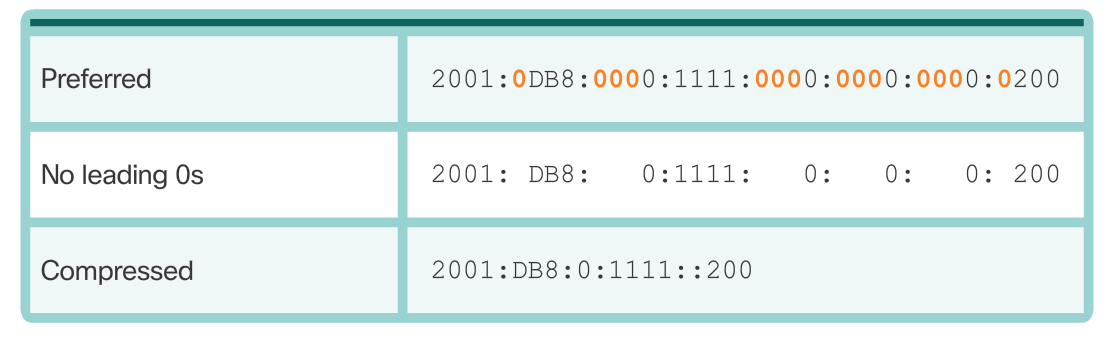 Preferred 2001:0DB8:0000:1111:0000:0000:0000:0200
No leading 0s 2001: DB8:   0:1111:   0:   0:   0: 200
Compressed 2001:DB8:0:1111::200